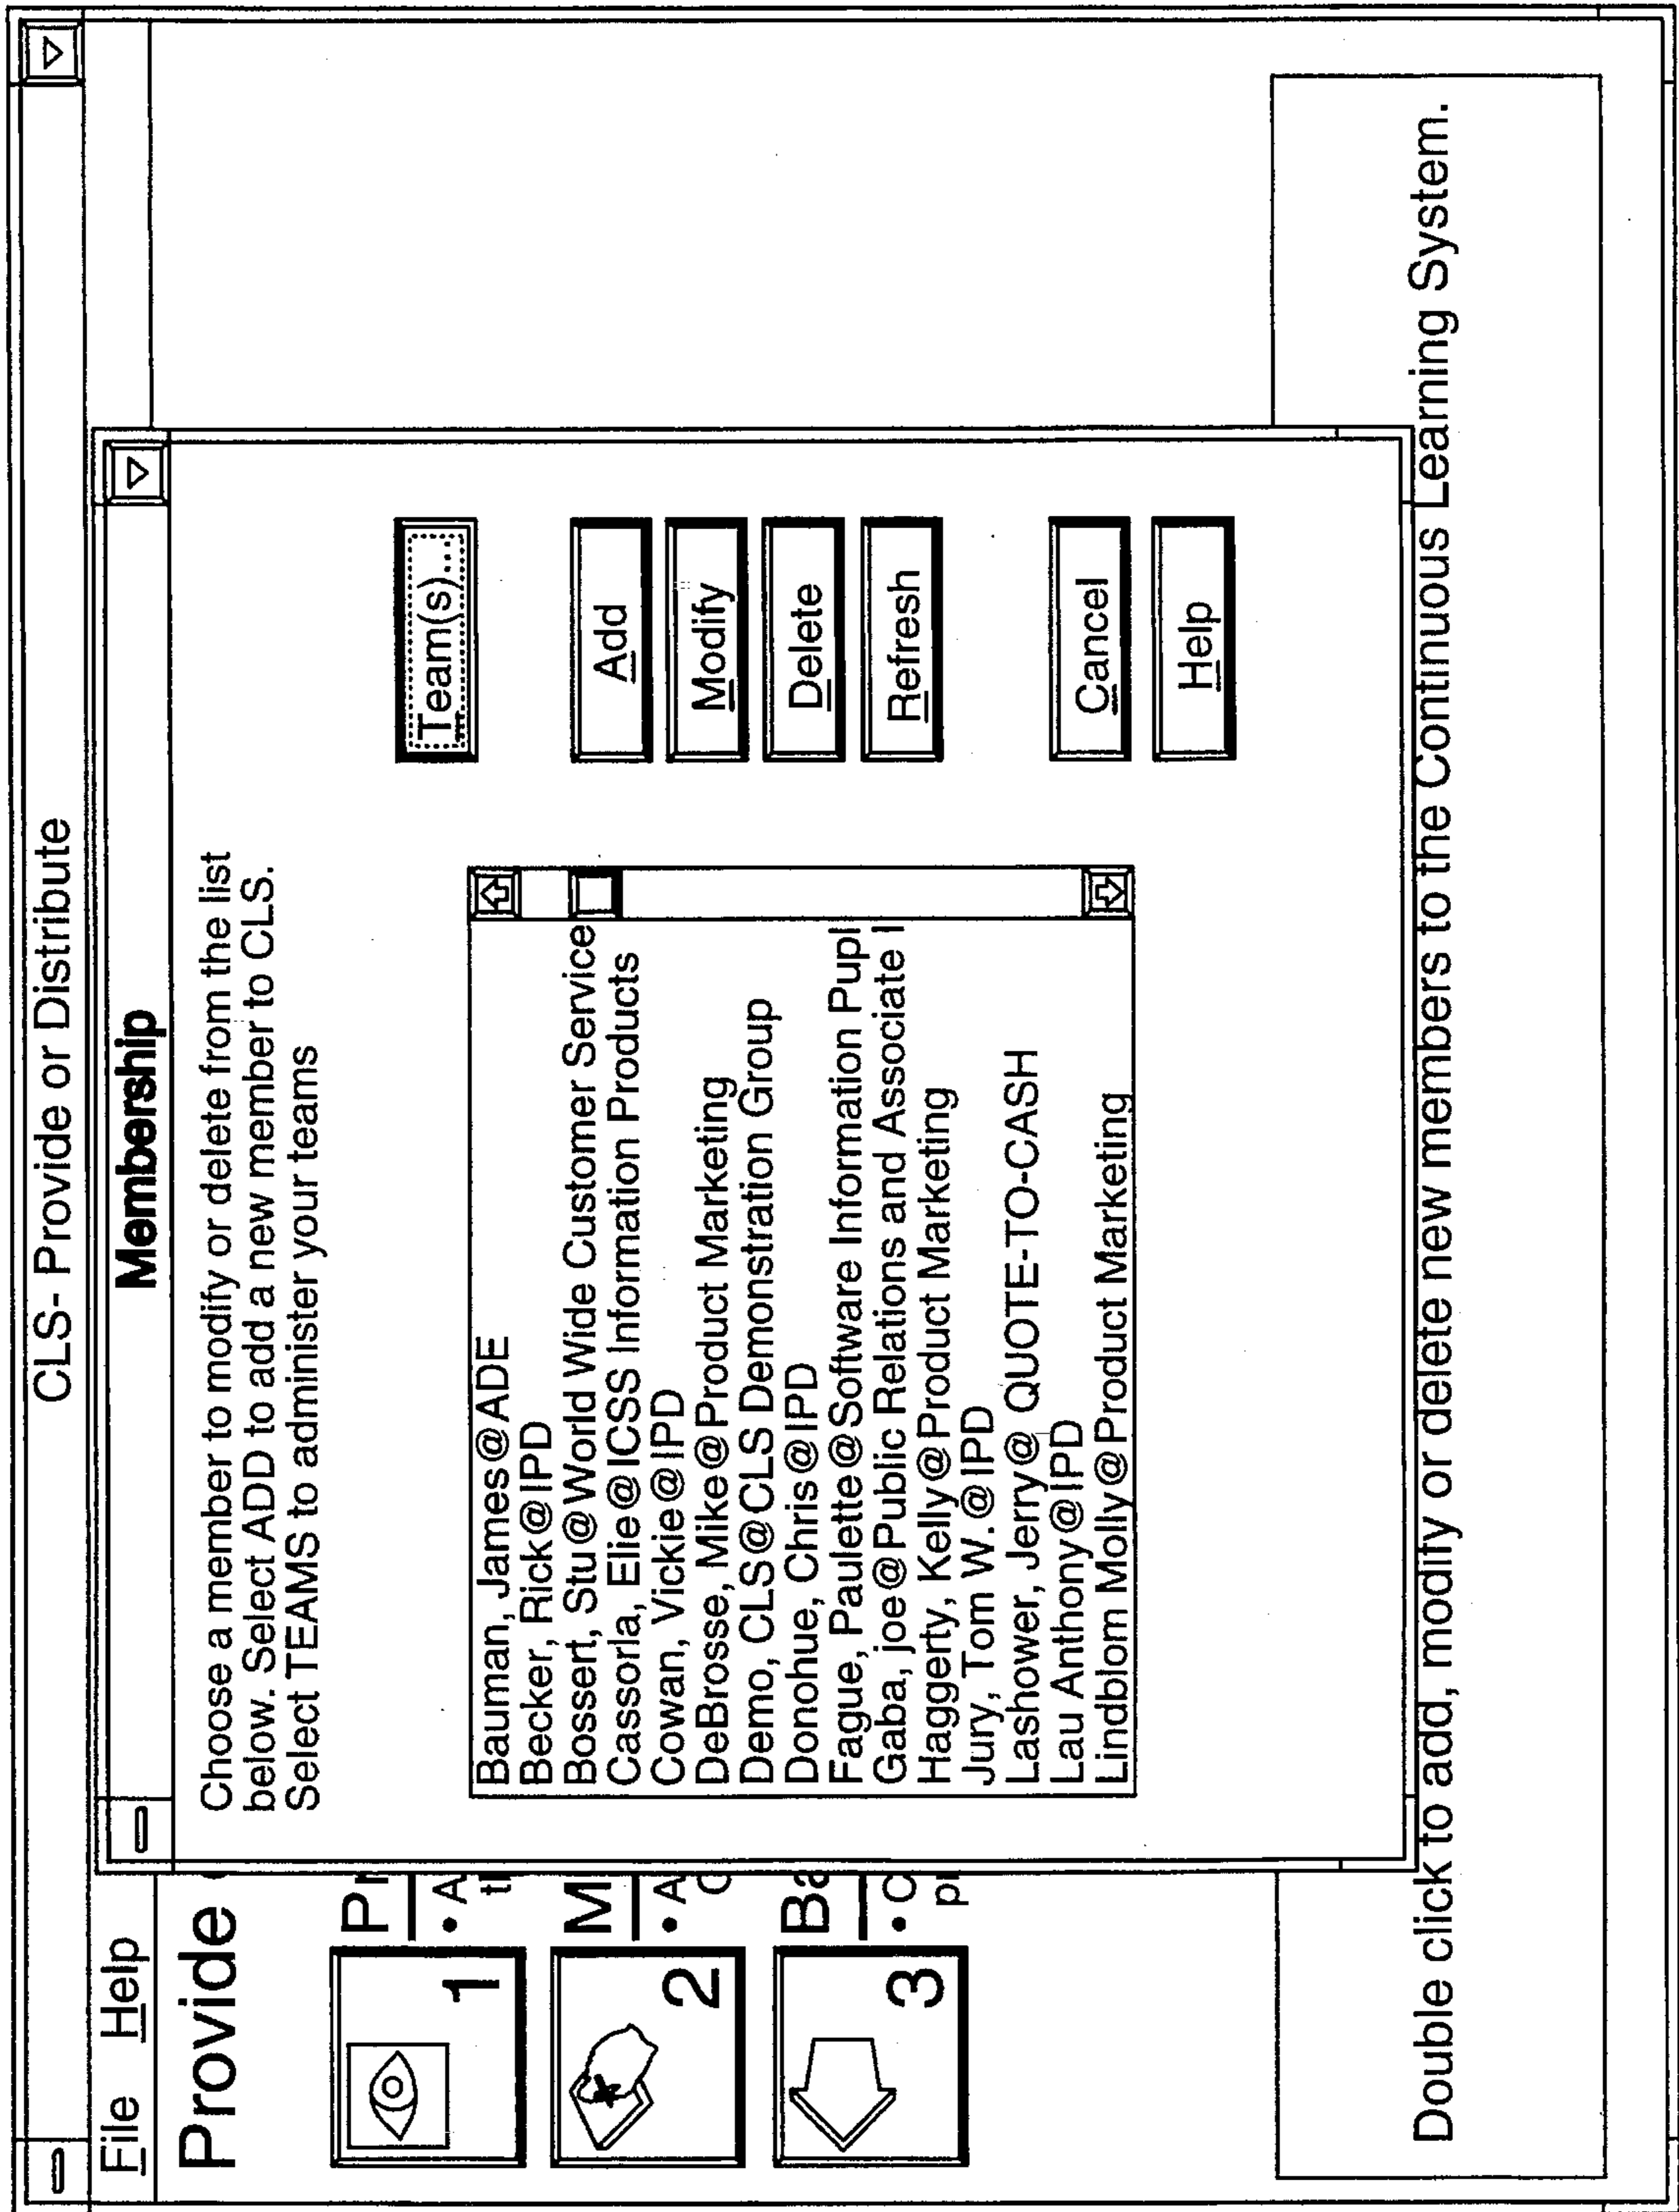 CLS- Provide or Distribute
File Help
Provide
1
2
3
Membership
Choose a member to modify or delete from the list
below. Select ADD to add a new member to CLS.
Select TEAMS to administer your teams
Bauman, James@ADE
Becker, Rick@IPD
Bossert, Stu@World Wide Customer Service
Cassorla, Elie@ICSS Information Products
Cowan, Vickie@IPD
DeBrosse, Mike@Product Marketing
Demo, CLS@CLS Demonstration Group
Donohue, Chris@IPD
Fague, Paulette@Software Information Pupl
Gaba, joe@Public Relations and Associate
Haggerty, Kelly@Product Marketing
Jury, Tom W.@IPD
Lashower, Jerry@ QUOTE-TO-CASH
Lau Anthony@IPD
Lindblom Molly@Product Marketing
Team(s)...
Add
Modify
Delete
Refresh
Cancel
Help
Double click to add, modify or delete new members to the Continuous Learning System.